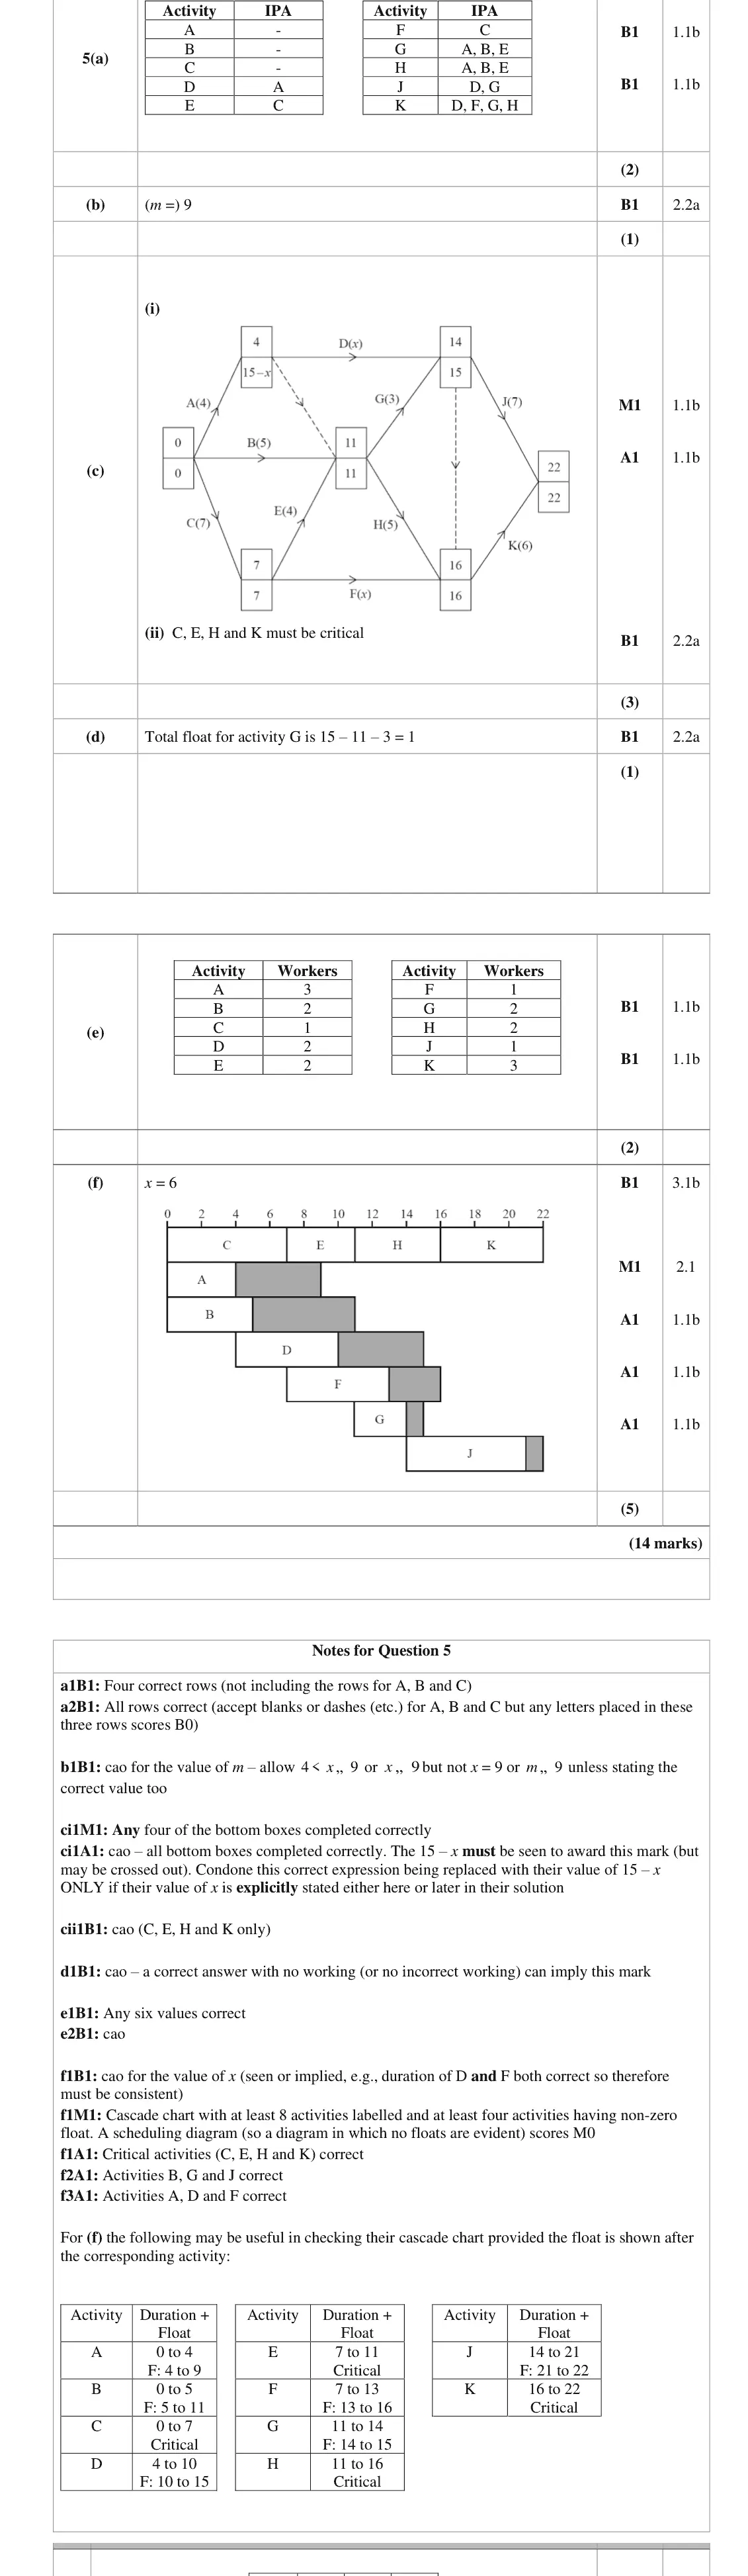 Activity IPA Activity IPA
A - F C
B - G A, B, E
C - H A, B, E
D A J D, G
E C K D, F, G, H
5(a)
B1 1.1b
B1 1.1b
(2)
(b) (m =) 9 B1 2.2a
(1)
(i)
4 D(x) 14
15–x 15
A(4) G(3) J(7)
0 B(5) 11
0 11
22
22
C(7) E(4) H(5)
K(6)
7 16
7 F(x) 16
(c) M1 1.1b
A1 1.1b
(ii) C, E, H and K must be critical B1 2.2a
(3)
(d) Total float for activity G is 15 – 11 – 3 = 1 B1 2.2a
(1)
(e)
Activity Workers Activity Workers
A 3 F 1
B 2 G 2
C 1 H 2
D 2 J 1
E 2 K 3
B1 1.1b
B1 1.1b
(2)
(f) x = 6 B1 3.1b
0 2 4 6 8 10 12 14 16 18 20 22
C E H K
A
B
D
F
G
J
M1 2.1
A1 1.1b
A1 1.1b
A1 1.1b
(5)
(14 marks)
Notes for Question 5
a1B1: Four correct rows (not including the rows for A, B and C)
a2B1: All rows correct (accept blanks or dashes (etc.) for A, B and C but any letters placed in these
three rows scores B0)
b1B1: cao for the value of m – allow 4 < x „ 9 or x „ 9 but not x = 9 or m „ 9 unless stating the
correct value too
ci1M1: Any four of the bottom boxes completed correctly
ci1A1: cao – all bottom boxes completed correctly. The 15 – x must be seen to award this mark (but
may be crossed out). Condone this correct expression being replaced with their value of 15 – x
ONLY if their value of x is explicitly stated either here or later in their solution
cii1B1: cao (C, E, H and K only)
d1B1: cao – a correct answer with no working (or no incorrect working) can imply this mark
e1B1: Any six values correct
e2B1: cao
f1B1: cao for the value of x (seen or implied, e.g., duration of D and F both correct so therefore
must be consistent)
f1M1: Cascade chart with at least 8 activities labelled and at least four activities having non-zero
float. A scheduling diagram (so a diagram in which no floats are evident) scores M0
f1A1: Critical activities (C, E, H and K) correct
f2A1: Activities B, G and J correct
f3A1: Activities A, D and F correct
For (f) the following may be useful in checking their cascade chart provided the float is shown after
the corresponding activity:
Activity Duration + Activity Duration + Activity Duration +
Float Float Float
A 0 to 4 E 7 to 11 J 14 to 21
F: 4 to 9 Critical F: 21 to 22
B 0 to 5 F 7 to 13 K 16 to 22
F: 5 to 11 F: 13 to 16 Critical
C 0 to 7 G 11 to 14
Critical F: 14 to 15
D 4 to 10 H 11 to 16
F: 10 to 15 Critical